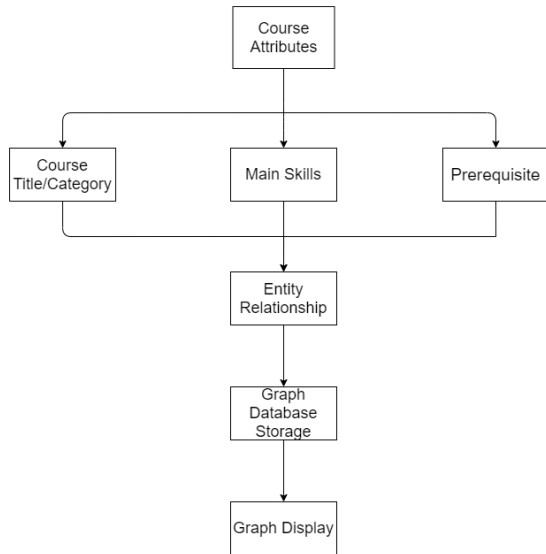 Course
Attributes
Course
Title/Category
Main Skills
Prerequisite
Entity
Relationship
Graph
Database
Storage
Graph Display